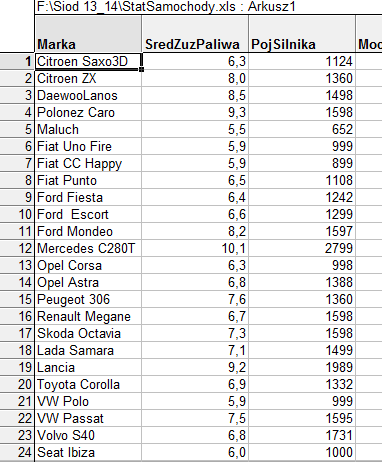 F:\Siod 13_14\StatSamochody.xls : Arkusz1
Marka SredZuzPaliwa PojSilnika Moc
1 Citroen Saxo3D 6,3 1124
2 Citroen ZX 8,0 1360
3 DaewooLanos 8,5 1498
4 Polonez Caro 9,3 1598
5 Maluch 5,5 652
6 Fiat Uno Fire 5,9 999
7 Fiat CC Happy 5,9 899
8 Fiat Punto 6,5 1108
9 Ford Fiesta 6,4 1242
10 Ford  Escort 6,6 1299
11 Ford Mondeo 8,2 1597
12 Mercedes C280T 10,1 2799
13 Opel Corsa 6,3 998
14 Opel Astra 6,8 1388
15 Peugeot 306 7,6 1360
16 Renault Megane 6,7 1598
17 Skoda Octavia 7,3 1598
18 Lada Samara 7,1 1499
19 Lancia 9,2 1989
20 Toyota Corolla 6,9 1332
21 VW Polo 5,9 999
22 VW Passat 7,5 1595
23 Volvo S40 6,8 1731
24 Seat Ibiza 6,0 1000